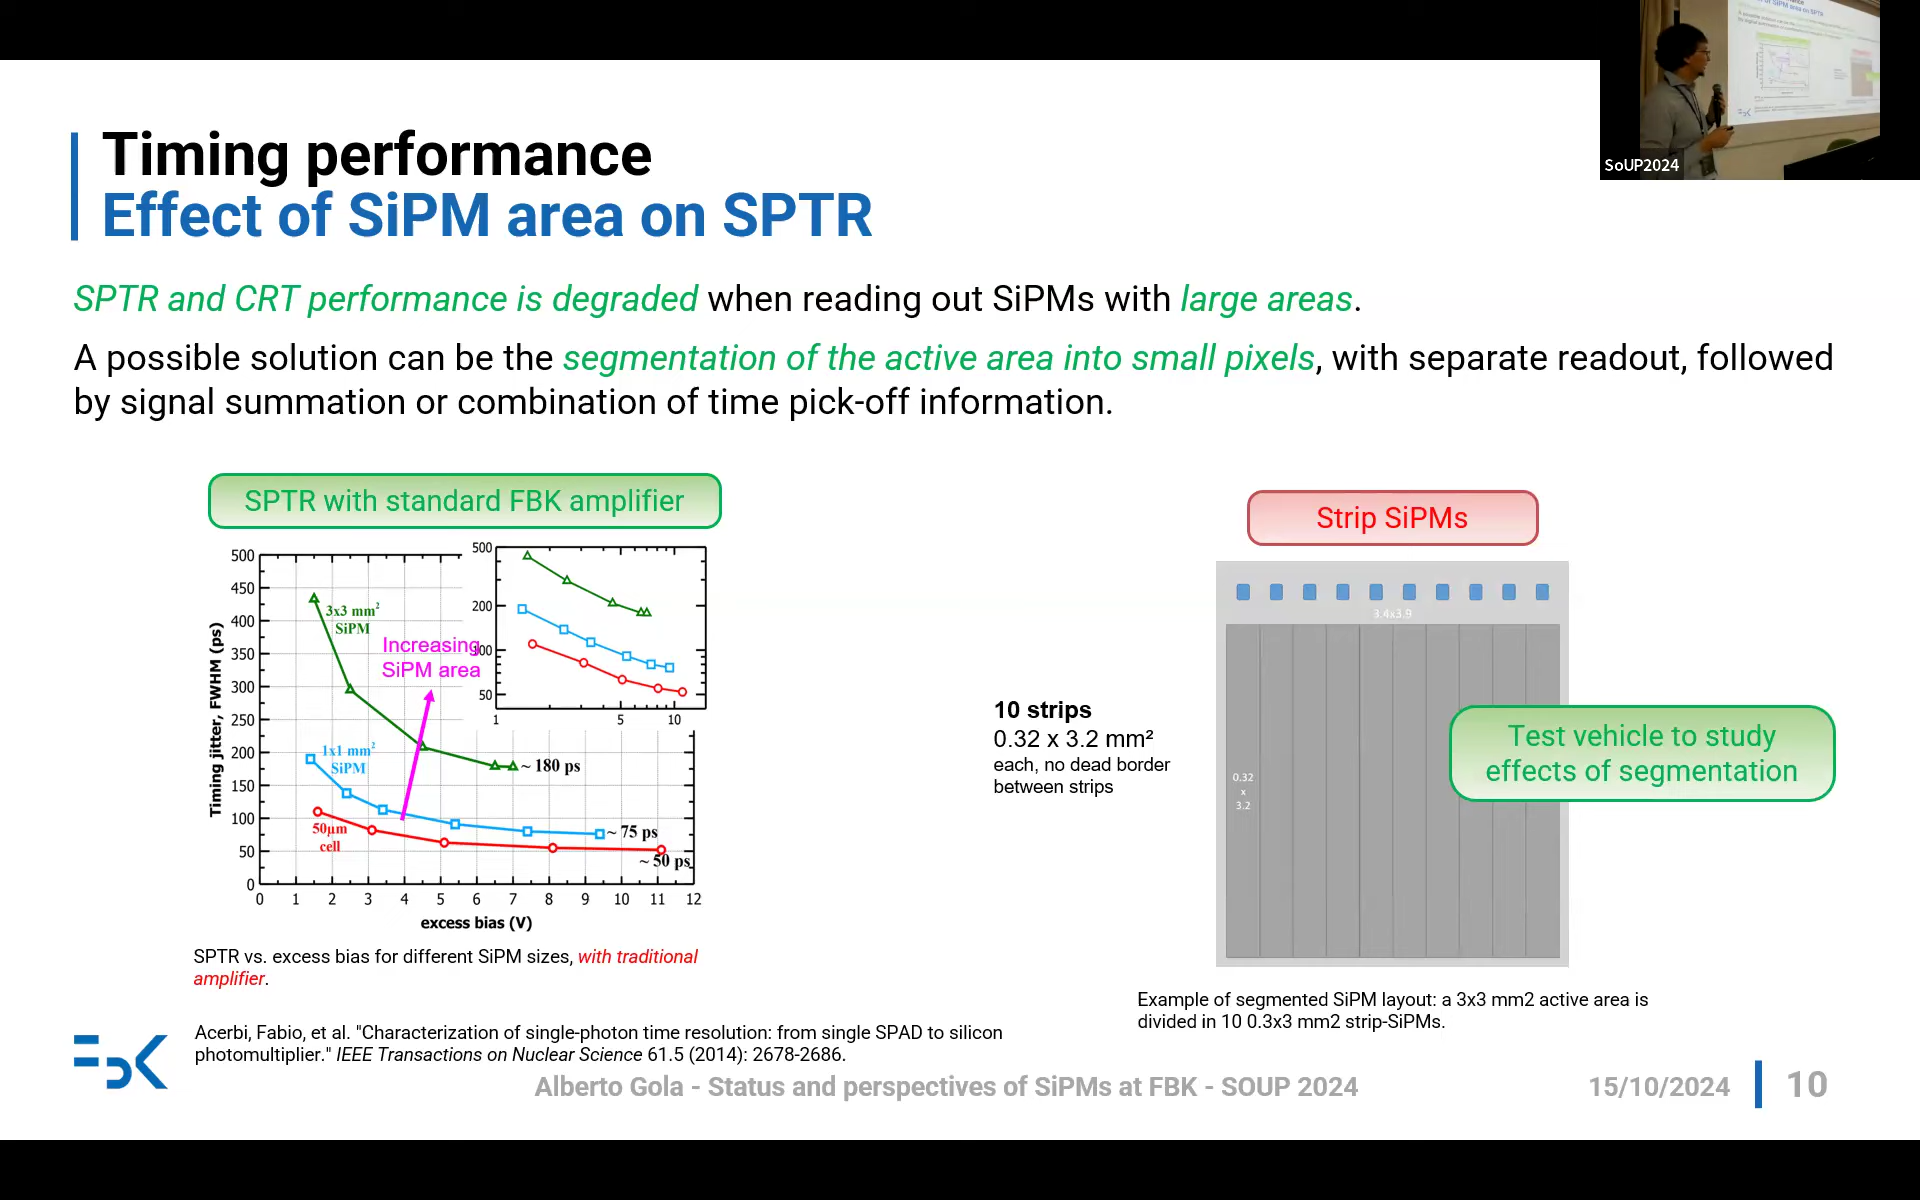 SoUP2024
Timing performance
Effect of SiPM area on SPTR
SPTR and CRT performance is degraded when reading out SiPMs with large areas.
A possible solution can be the segmentation of the active area into small pixels, with separate readout, followed
by signal summation or combination of time pick-off information.
SPTR with standard FBK amplifier
500
450
400
350
300
250
200
150
100
50
0
Timing jitter, FWHM (ps)
3x3 mm²
SiPM
Increasing
SiPM area
1x1 mm²
SiPM
50µm
cell
~ 180 ps
~ 75 ps
~ 50 ps
500
200
100
50
1 5 10
0 1 2 3 4 5 6 7 8 9 10 11 12
excess bias (V)
SPTR vs. excess bias for different SiPM sizes, with traditional
amplifier.
Strip SiPMs
3.4x3.9
10 strips
0.32 x 3.2 mm²
each, no dead border
between strips
0.32
x
3.2
Test vehicle to study
effects of segmentation
Example of segmented SiPM layout: a 3x3 mm2 active area is
divided in 10 0.3x3 mm2 strip-SiPMs.
FBK
Acerbi, Fabio, et al. "Characterization of single-photon time resolution: from single SPAD to silicon
photomultiplier." IEEE Transactions on Nuclear Science 61.5 (2014): 2678-2686.
Alberto Gola - Status and perspectives of SiPMs at FBK - SOUP 2024
15/10/2024
10